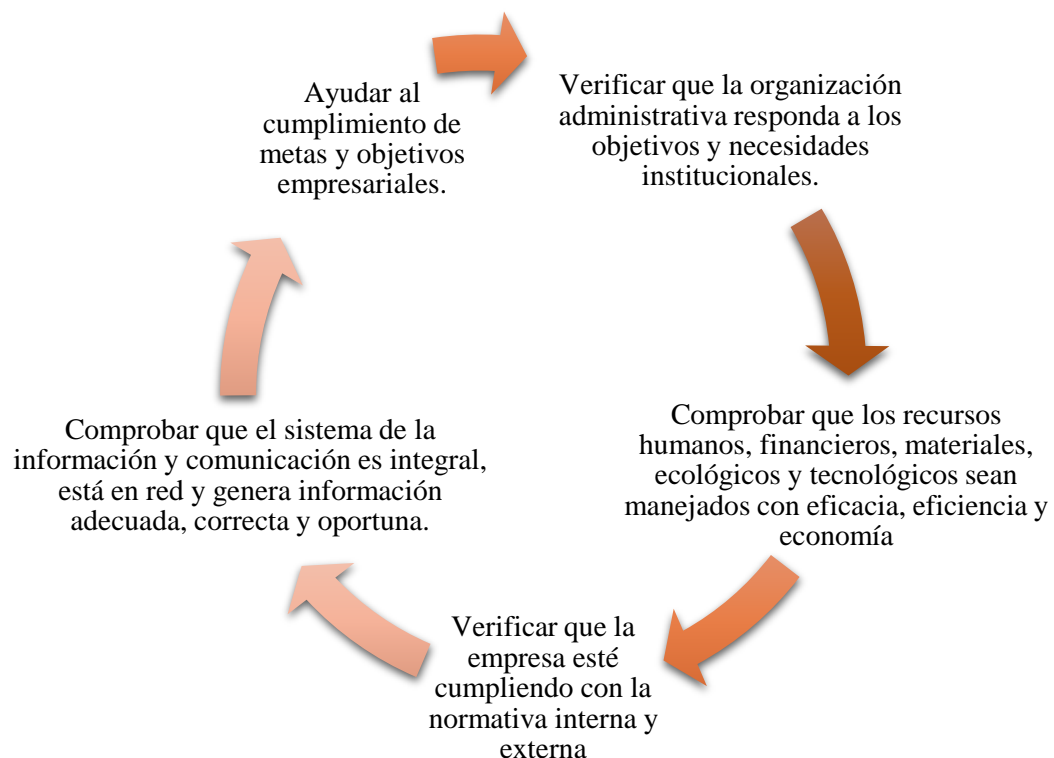 Ayudar al
cumplimiento de
metas y objetivos
empresariales.
Verificar que la organización
administrativa responda a los
objetivos y necesidades
institucionales.
Comprobar que los recursos
humanos, financieros, materiales,
ecológicos y tecnológicos sean
manejados con eficacia, eficiencia y
economía
Verificar que la
empresa esté
cumpliendo con la
normativa interna y
externa
Comprobar que el sistema de la
información y comunicación es integral,
está en red y genera información
adecuada, correcta y oportuna.